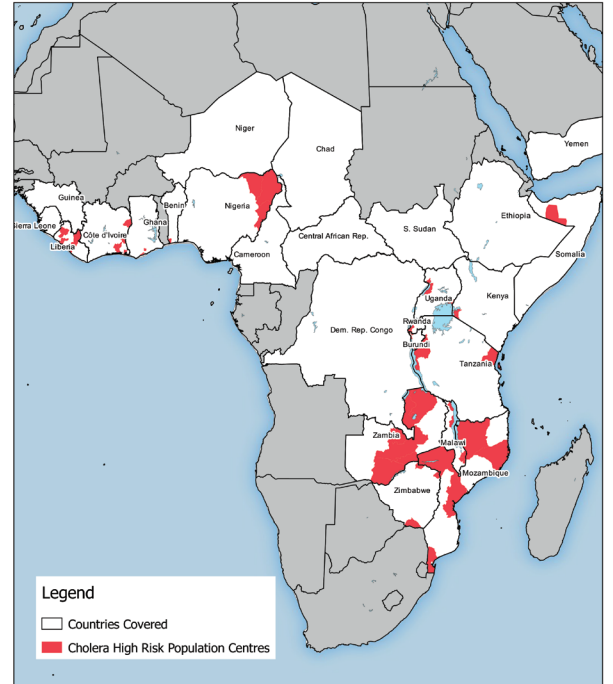 Niger
Chad
Yemen
Guinea
Benin
Nigeria
Ethiopia
Sierra Leone
Côte d'Ivoire
Ghana
Liberia
Central African Rep.
S. Sudan
Cameroon
Somalia
Uganda
Kenya
Rwanda
Dem. Rep. Congo
Burundi
Tanzania
Zambia
Malawi
Mozambique
Zimbabwe
Legend
Countries Covered
Cholera High Risk Population Centres